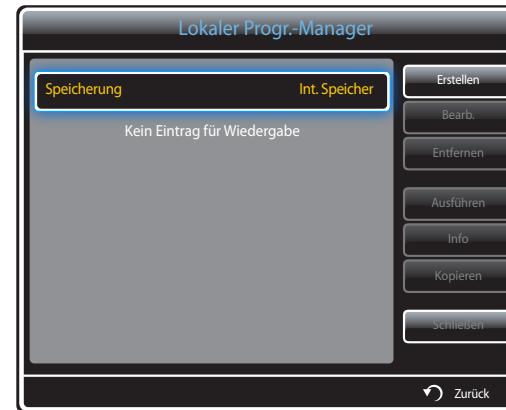 Lokaler Progr.-Manager
Speicherung Int. Speicher
Kein Eintrag für Wiedergabe
Erstellen
Bearb.
Entfernen
Ausführen
Info
Kopieren
Schließen
Zurück